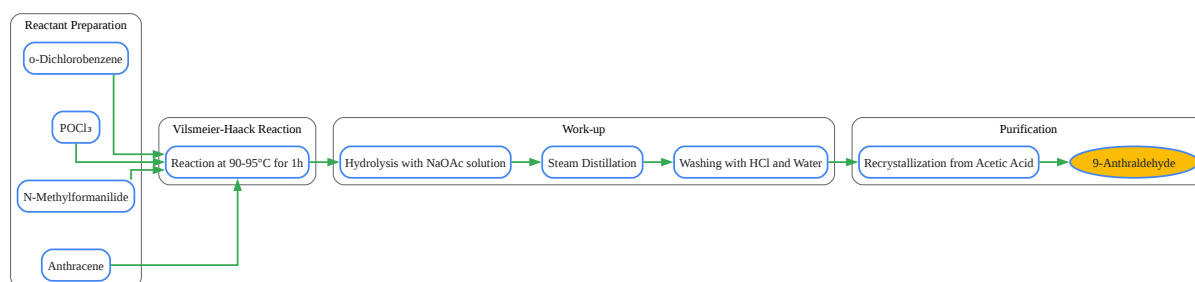 Reactant Preparation
o-Dichlorobenzene
POCl₃
N-Methylformanilide
Anthracene
Vilsmeier-Haack Reaction
Reaction at 90-95°C for 1h
Work-up
Hydrolysis with NaOAc solution
Steam Distillation
Washing with HCl and Water
Purification
Recrystallization from Acetic Acid
9-Anthraldehyde